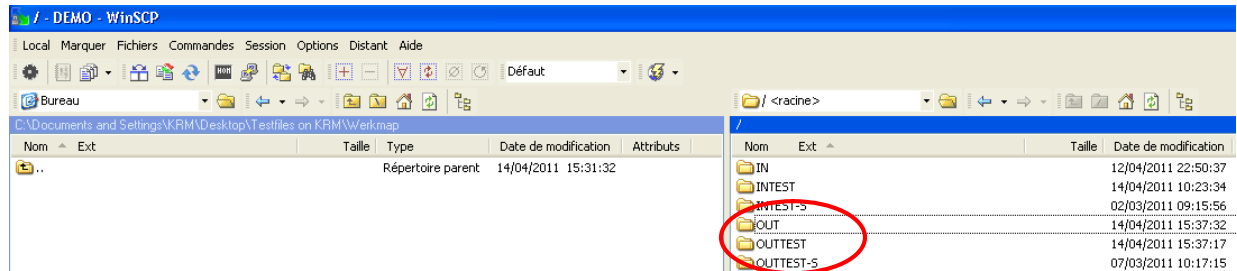 / - DEMO - WinSCP
Local Marquer Fichiers Commandes Session Options Distant Aide
Défaut
Bureau / <racine>
C:\Documents and Settings\KRM\Desktop\Testfiles on KRM\Werkmap /
Nom Ext Taille Type Date de modification Attributs Nom Ext Taille Date de modification
.. Répertoire parent 14/04/2011 15:31:32 IN 12/04/2011 22:50:37
INTEST 14/04/2011 10:23:34
INTEST-S 02/03/2011 09:15:56
OUT 14/04/2011 15:37:32
OUTTEST 14/04/2011 15:37:17
OUTTEST-S 07/03/2011 10:17:15